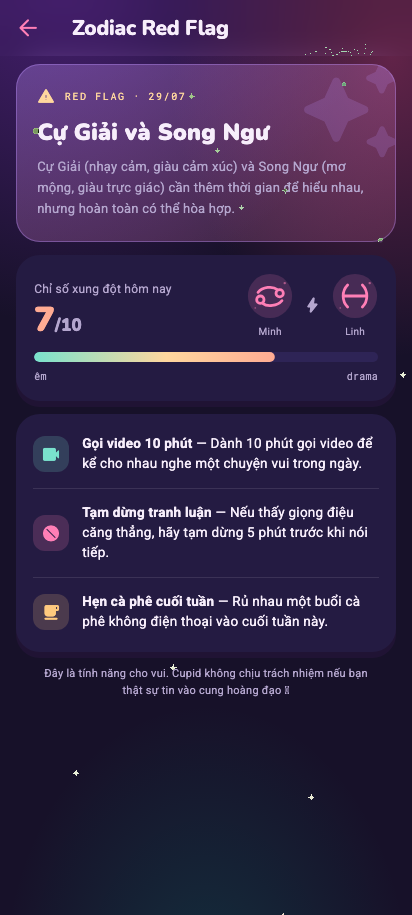 Zodiac Red Flag
RED FLAG · 29/07
Cự Giải và Song Ngư
Cự Giải (nhạy cảm, giàu cảm xúc) và Song Ngư (mơ
mộng, giàu trực giác) cần thêm thời gian để hiểu nhau,
nhưng hoàn toàn có thể hòa hợp.
Chỉ số xung đột hôm nay
7/10
Minh
Linh
êm
drama
Gọi video 10 phút — Dành 10 phút gọi video để
kể cho nhau nghe một chuyện vui trong ngày.
Tạm dừng tranh luận — Nếu thấy giọng điệu
căng thẳng, hãy tạm dừng 5 phút trước khi nói
tiếp.
Hẹn cà phê cuối tuần — Rủ nhau một buổi cà
phê không điện thoại vào cuối tuần này.
Đây là tính năng cho vui. Cupid không chịu trách nhiệm nếu bạn
thật sự tin vào cung hoàng đạo